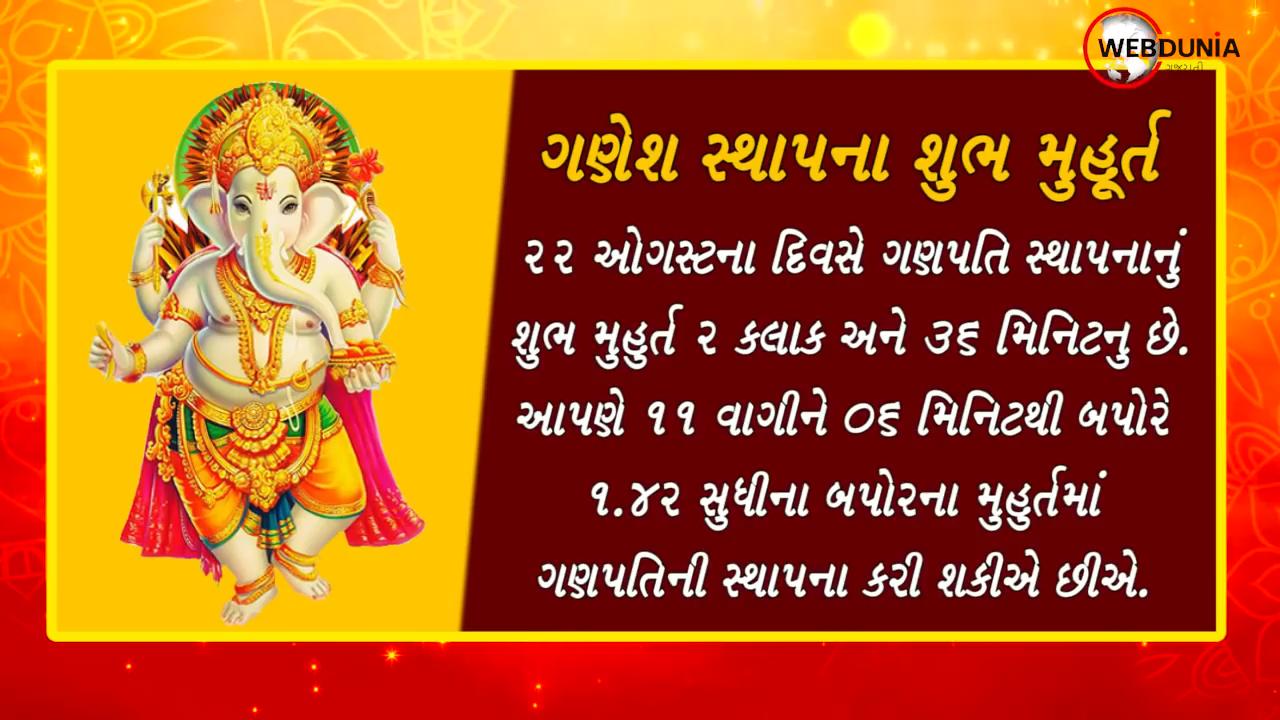 WEBDUNIA
ગુજરાતી
ગણેશ સ્થાપના શુભ મુહૂર્ત
૨૨ ઓગસ્ટના દિવસે ગણપતિ સ્થાપનાનું
શુભ મુહુર્ત ૨ કલાક અને ૩૬ મિનિટનુ છે.
આપણે ૧૧ વાગીને ૦૬ મિનિટથી બપોરે
૧.૪૨ સુધીના બપોરના મુહુર્તમાં
ગણપતિની સ્થાપના કરી શકીએ છીએ.